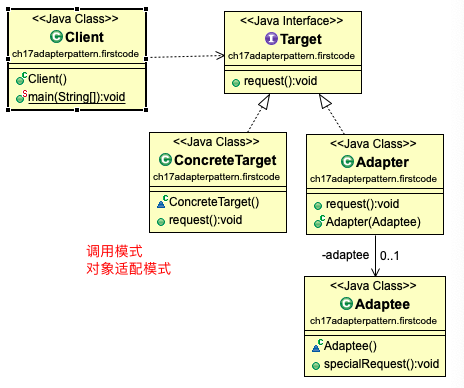 <<Java Class>>
Client
ch17adapterpattern.firstcode
Client()
main(String[]):void
<<Java Interface>>
Target
ch17adapterpattern.firstcode
request():void
<<Java Class>>
ConcreteTarget
ch17adapterpattern.firstcode
ConcreteTarget()
request():void
<<Java Class>>
Adapter
ch17adapterpattern.firstcode
request():void
Adapter(Adaptee)
调用模式
对象适配模式
-adaptee 0..1
<<Java Class>>
Adaptee
ch17adapterpattern.firstcode
Adaptee()
specialRequest():void